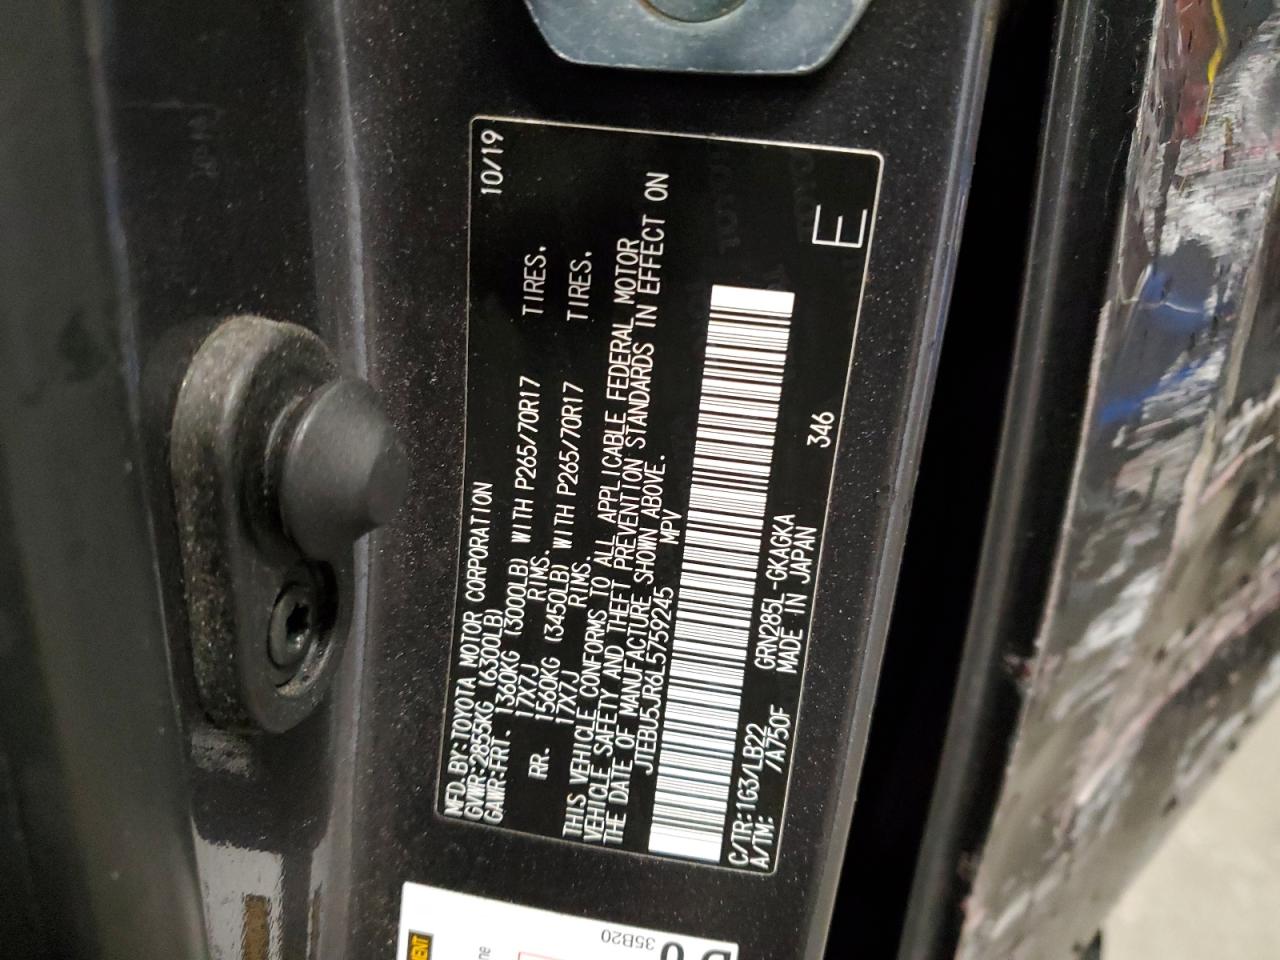 MFD.BY:TOYOTA MOTOR CORPORATION 10/19
GVWR:2855KG (6300LB)
GAWR:FRT. 1360KG (3000LB) WITH P265/70R17 TIRES.
17X7J RIMS.
RR. 1560KG (3450LB) WITH P265/70R17 TIRES.
17X7J RIMS.
THIS VEHICLE CONFORMS TO ALL APPLICABLE FEDERAL MOTOR
VEHICLE SAFETY AND THEFT PREVENTION STANDARDS IN EFFECT ON
THE DATE OF MANUFACTURE SHOWN ABOVE.
JTEBU5JR6L5759245 MPV
C/TR:1G3/LB22 GRN285L-GKAGKA
A/TM: /A750F MADE IN JAPAN 346 E
35B20